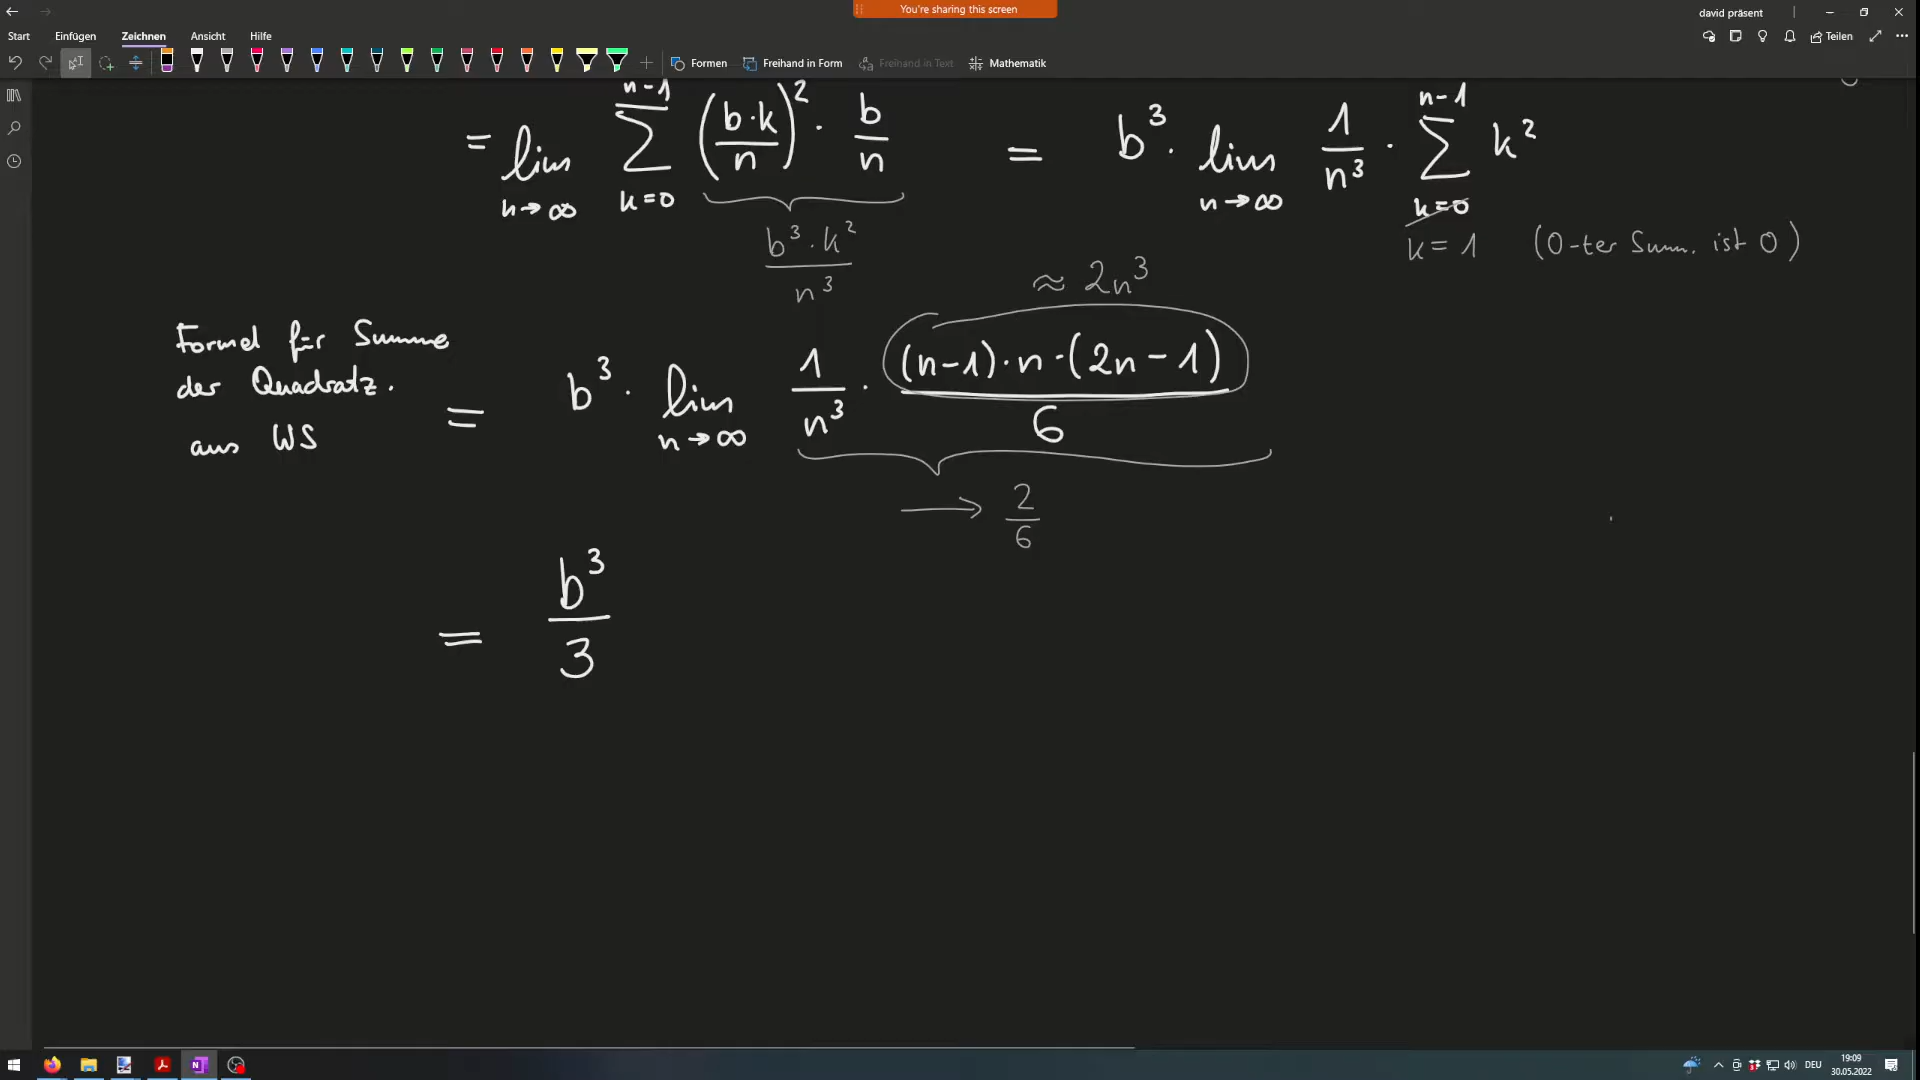 You're sharing this screen
david präsent
Start Einfügen Zeichnen Ansicht Hilfe
Teilen
Formen Freihand in Form Freihand in Text Mathematik
= lim n→∞ ∑ k=0 n-1 (b·k/n)² · b/n = b³ · lim n→∞ 1/n³ · ∑ k=0 n-1 k²
b³·k²/n³
k=1 (0-ter Summ. ist 0)
≈ 2n³
Formel für Summe
der Quadratz.
aus WS
= b³ · lim n→∞ 1/n³ · (n-1)·n·(2n-1)/6
→ 2/6
= b³/3
DEU
19:09
30.05.2022